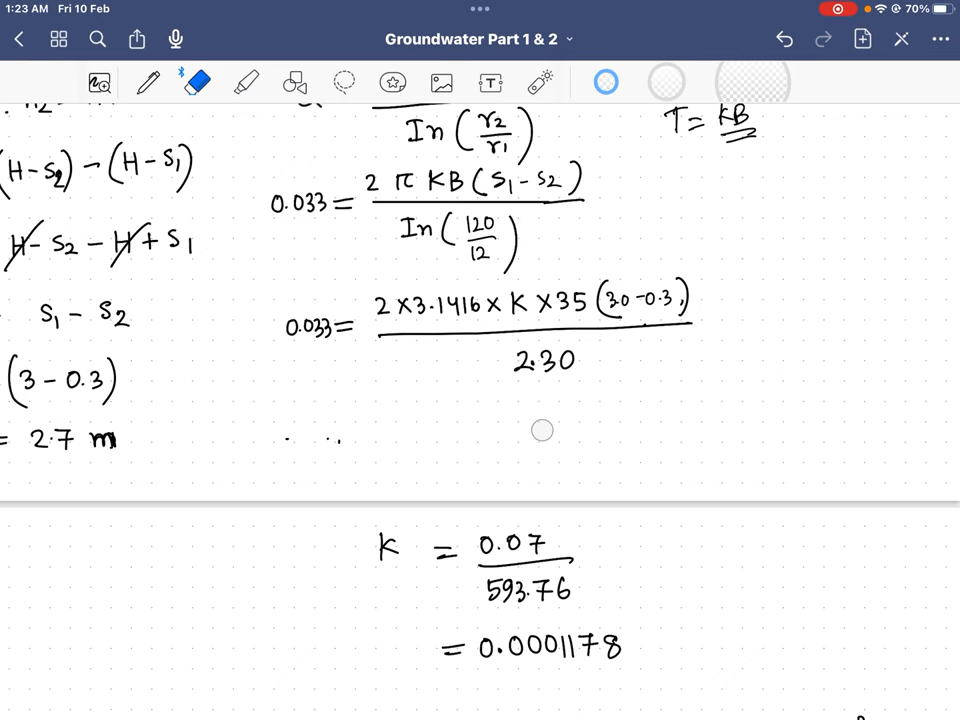 1:23 AM Fri 10 Feb
70%
Groundwater Part 1 & 2
In (r2/r1)
T = KB
(H-S2) - (H-S1)
0.033 = 2 π KB (S1-S2) / In (120/12)
H - S2 - H + S1
S1 - S2
0.033 = 2 × 3.1416 × K × 35 (3.0-0.3) / 2.30
(3 - 0.3)
= 2.7 m
K = 0.07 / 593.76
= 0.0001178